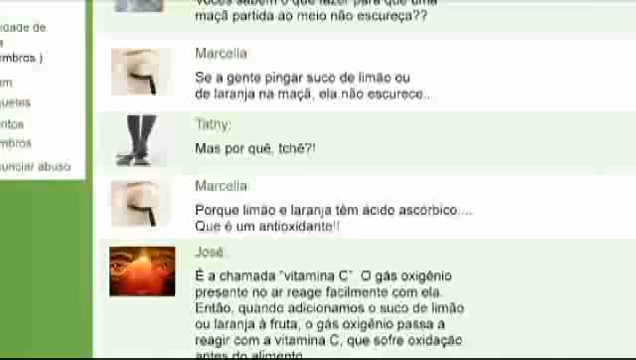 vocês sabem o que fazer para que uma
maçã partida ao meio não escureça??
idade de
a
mbros )
m
uetes
ntos
mbros
unciar abuso
Marcella:
Se a gente pingar suco de limão ou
de laranja na maçã, ela não escurece..
Tathy:
Mas por quê, tchê?!
Marcella:
Porque limão e laranja têm ácido ascórbico....
Que é um antioxidante!!
José:
É a chamada "vitamina C" O gás oxigênio
presente no ar reage facilmente com ela.
Então, quando adicionamos o suco de limão
ou laranja à fruta, o gás oxigênio passa a
reagir com a vitamina C, que sofre oxidação
antes do alimento